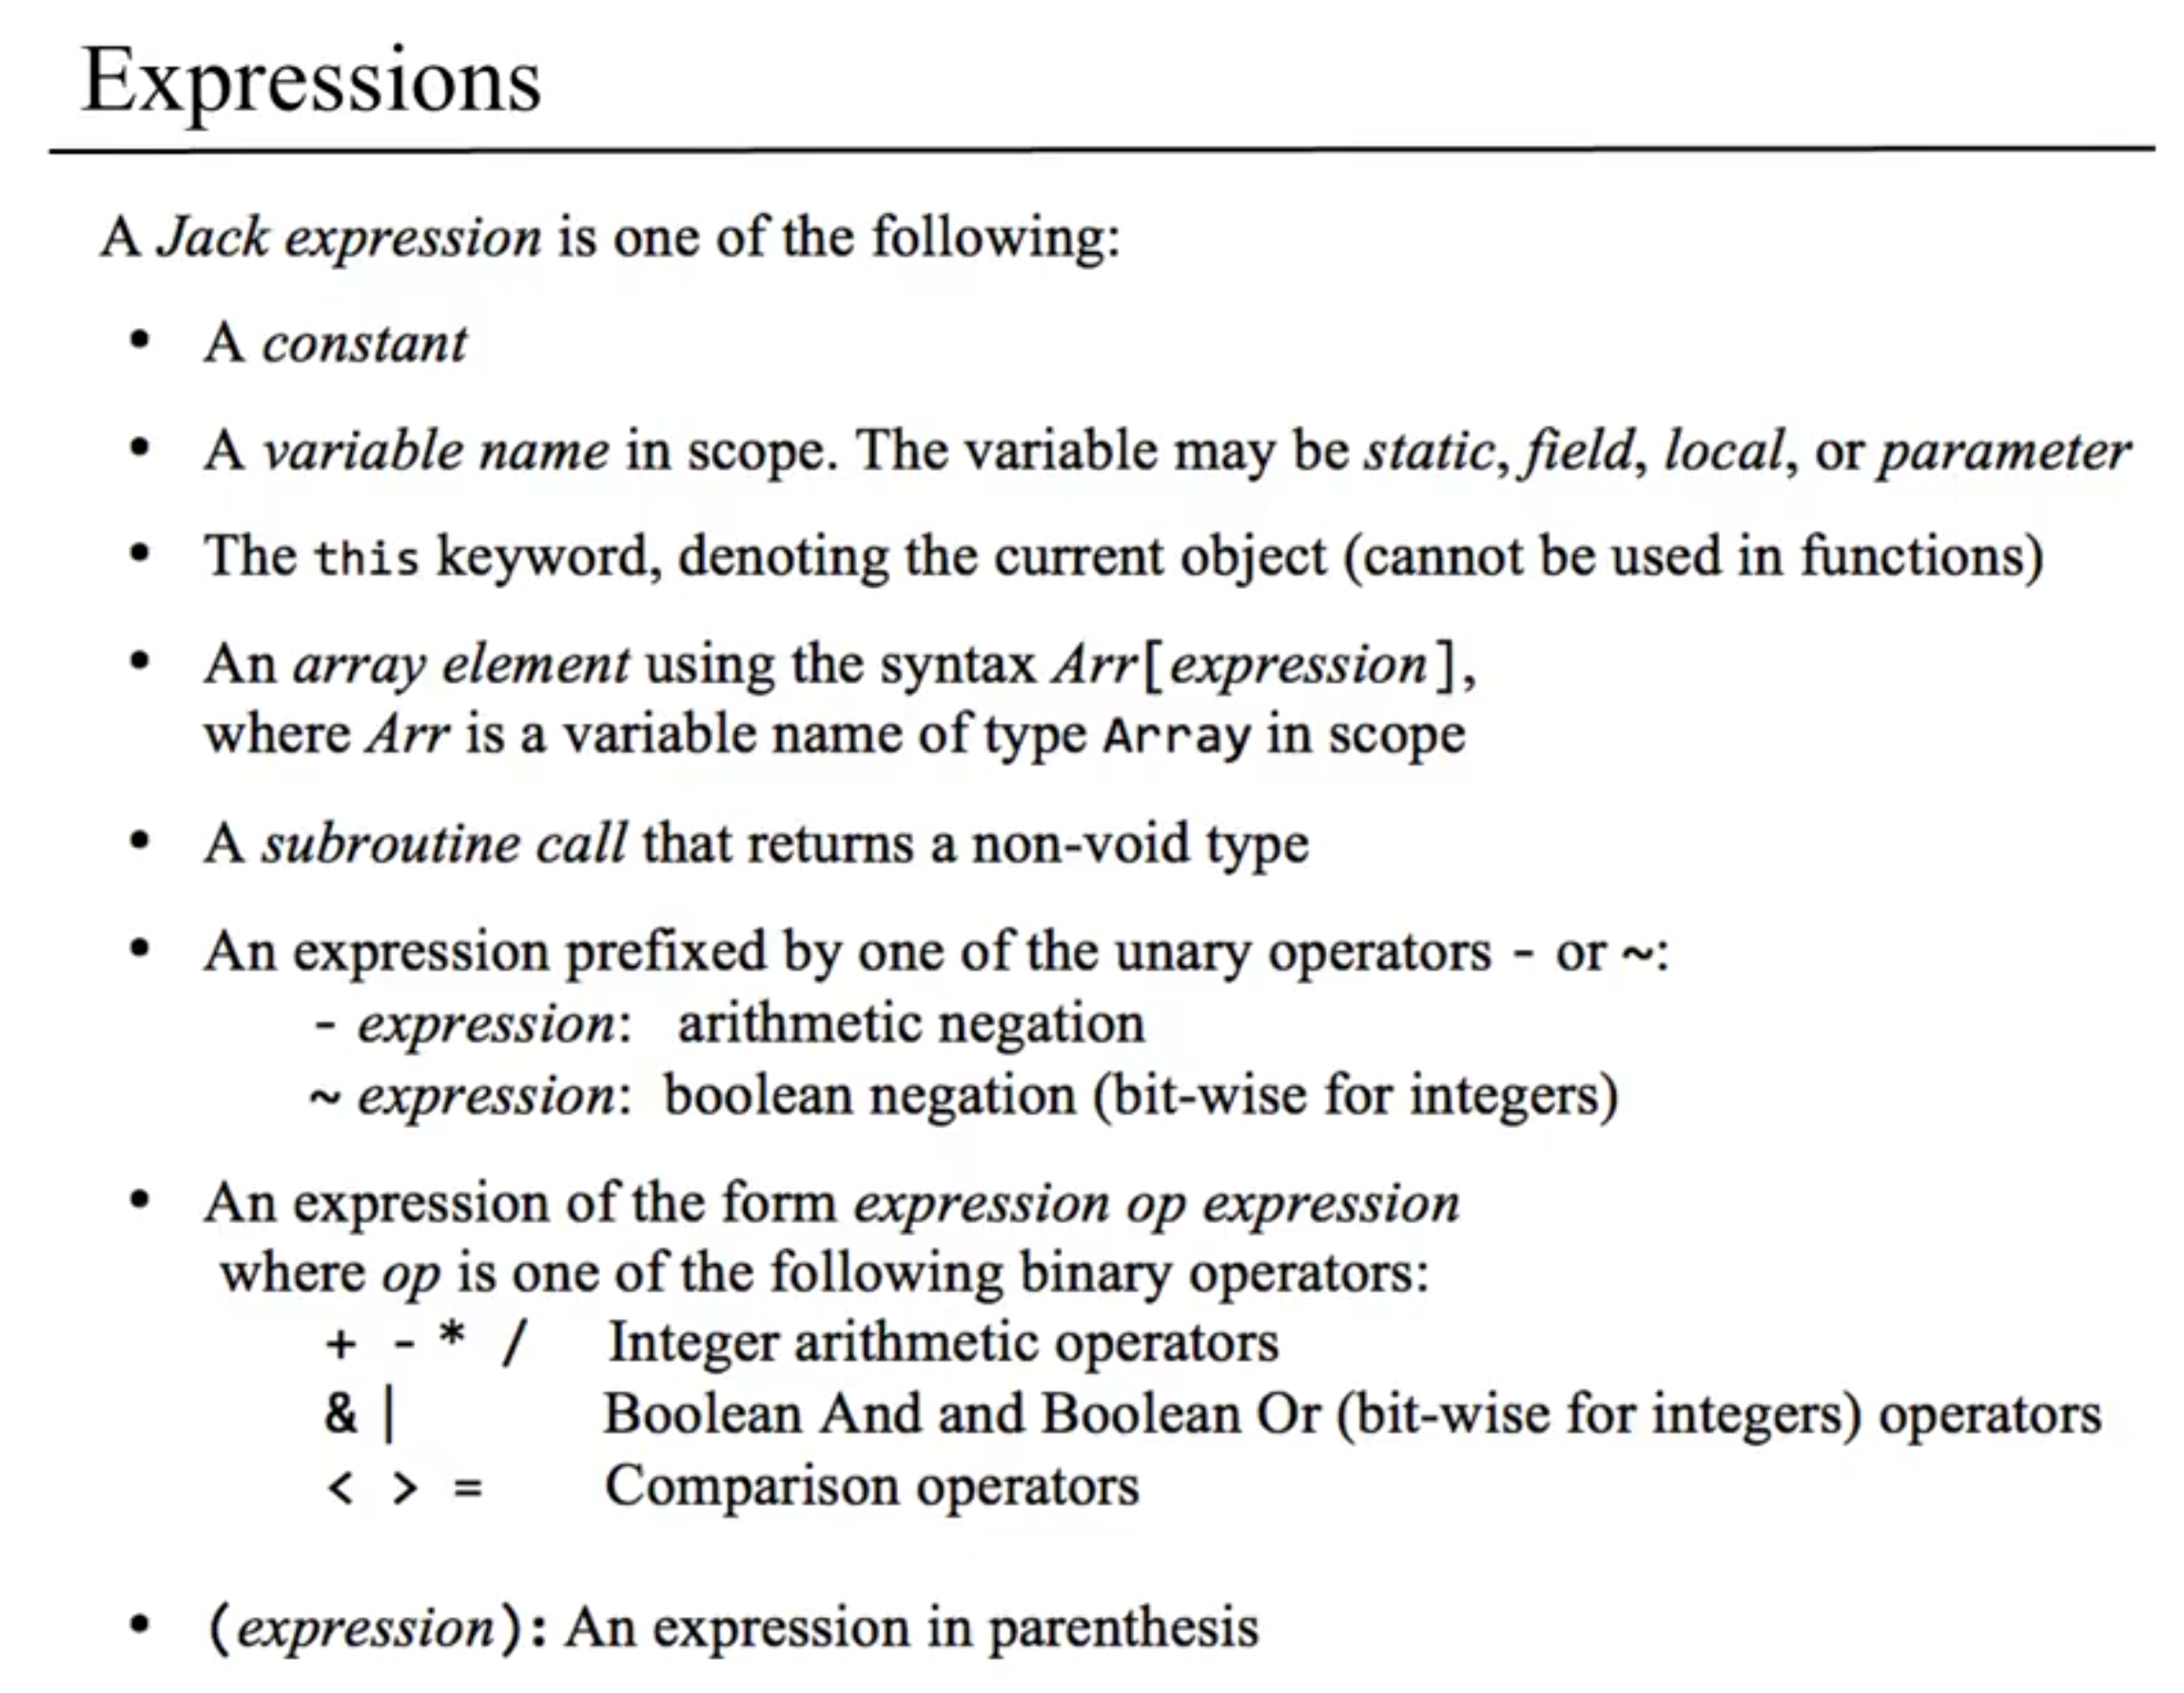 Expressions
A Jack expression is one of the following:
• A constant
• A variable name in scope. The variable may be static, field, local, or parameter
• The this keyword, denoting the current object (cannot be used in functions)
• An array element using the syntax Arr[expression],
where Arr is a variable name of type Array in scope
• A subroutine call that returns a non-void type
• An expression prefixed by one of the unary operators - or ~:
- expression: arithmetic negation
~ expression: boolean negation (bit-wise for integers)
• An expression of the form expression op expression
where op is one of the following binary operators:
+ - * / Integer arithmetic operators
& | Boolean And and Boolean Or (bit-wise for integers) operators
< > = Comparison operators
• (expression): An expression in parenthesis